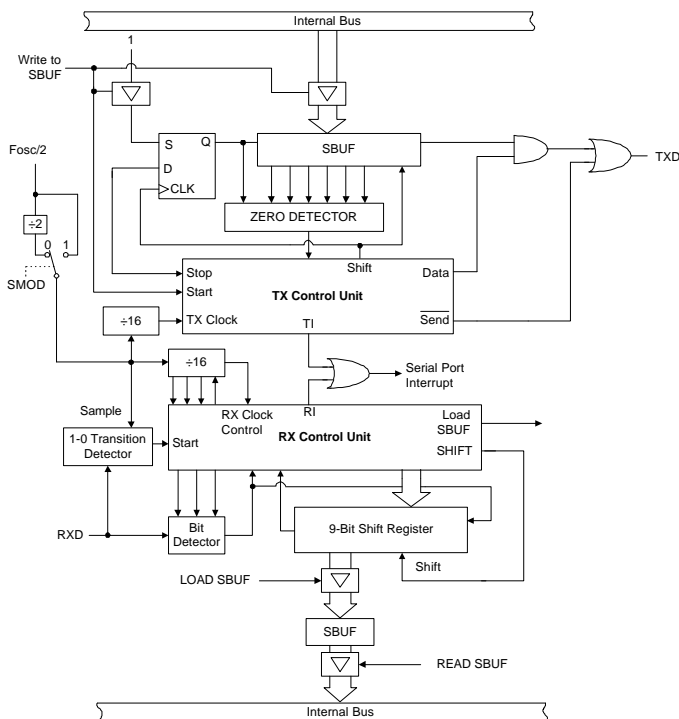 Internal Bus
1
Write to
SBUF
S
Q
D
CLK
SBUF
TXD
Fosc/2
÷2
0 1
SMOD
ZERO DETECTOR
Shift
Stop
Start
Data
TX Control Unit
÷16
TX Clock
TI
Send
÷16
Serial Port
Interrupt
Sample
RX Clock
Control
RI
Load
SBUF
1-0 Transition
Detector
Start
RX Control Unit
SHIFT
RXD
Bit
Detector
9-Bit Shift Register
Shift
LOAD SBUF
SBUF
READ SBUF
Internal Bus